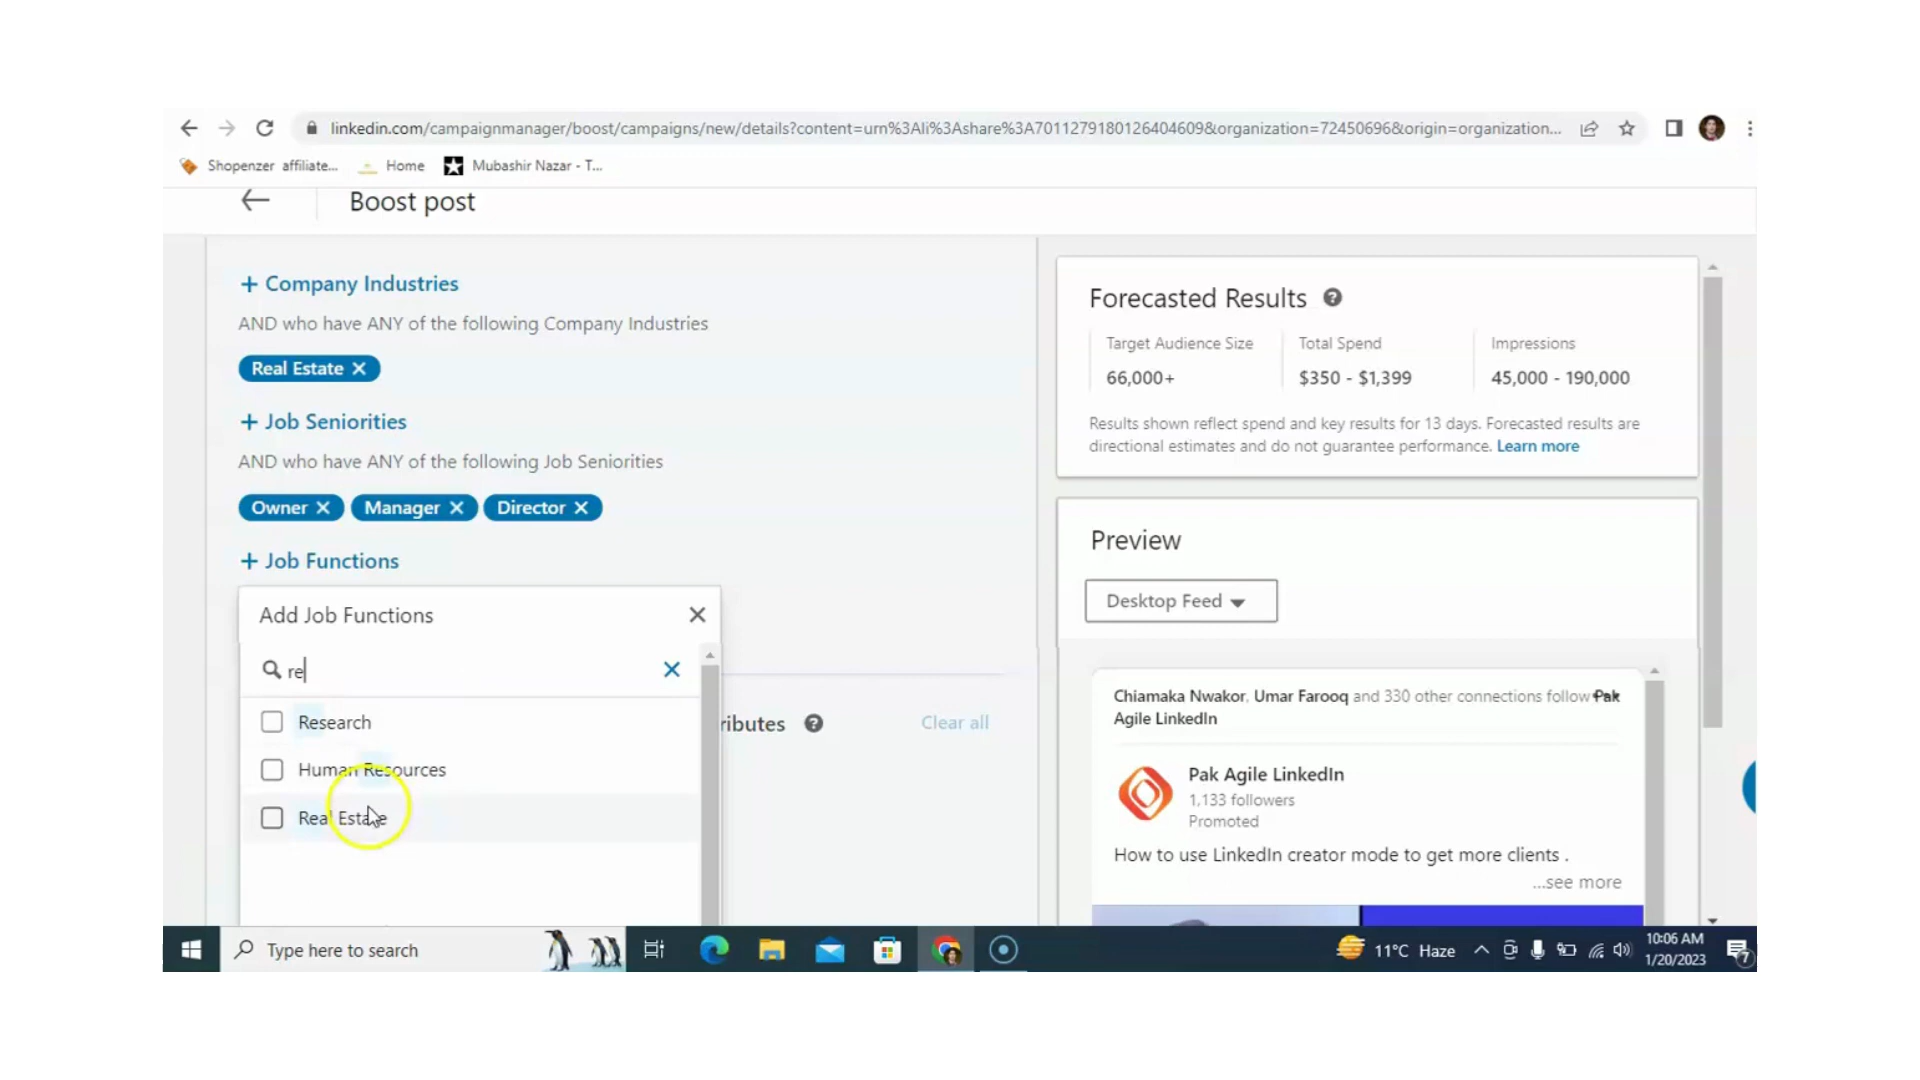 linkedin.com/campaignmanager/boost/campaigns/new/details?content=urn%3Ali%3Ashare%3A7011279180126404609&organization=72450696&origin=organization...
Shopenzer affiliate... Home Mubashir Nazar - T...
Boost post
+ Company Industries
AND who have ANY of the following Company Industries
Real Estate ✕
+ Job Seniorities
AND who have ANY of the following Job Seniorities
Owner ✕ Manager ✕ Director ✕
+ Job Functions
Add Job Functions ✕
re ✕
Research
Human Resources
Real Estate
ributes ? Clear all
Forecasted Results ?
Target Audience Size Total Spend Impressions
66,000+ $350 - $1,399 45,000 - 190,000
Results shown reflect spend and key results for 13 days. Forecasted results are
directional estimates and do not guarantee performance. Learn more
Preview
Desktop Feed
Chiamaka Nwakor, Umar Farooq and 330 other connections follow Pak
Agile LinkedIn
Pak Agile LinkedIn
1,133 followers
Promoted
How to use LinkedIn creator mode to get more clients .
...see more
Type here to search
11°C Haze
10:06 AM
1/20/2023
7